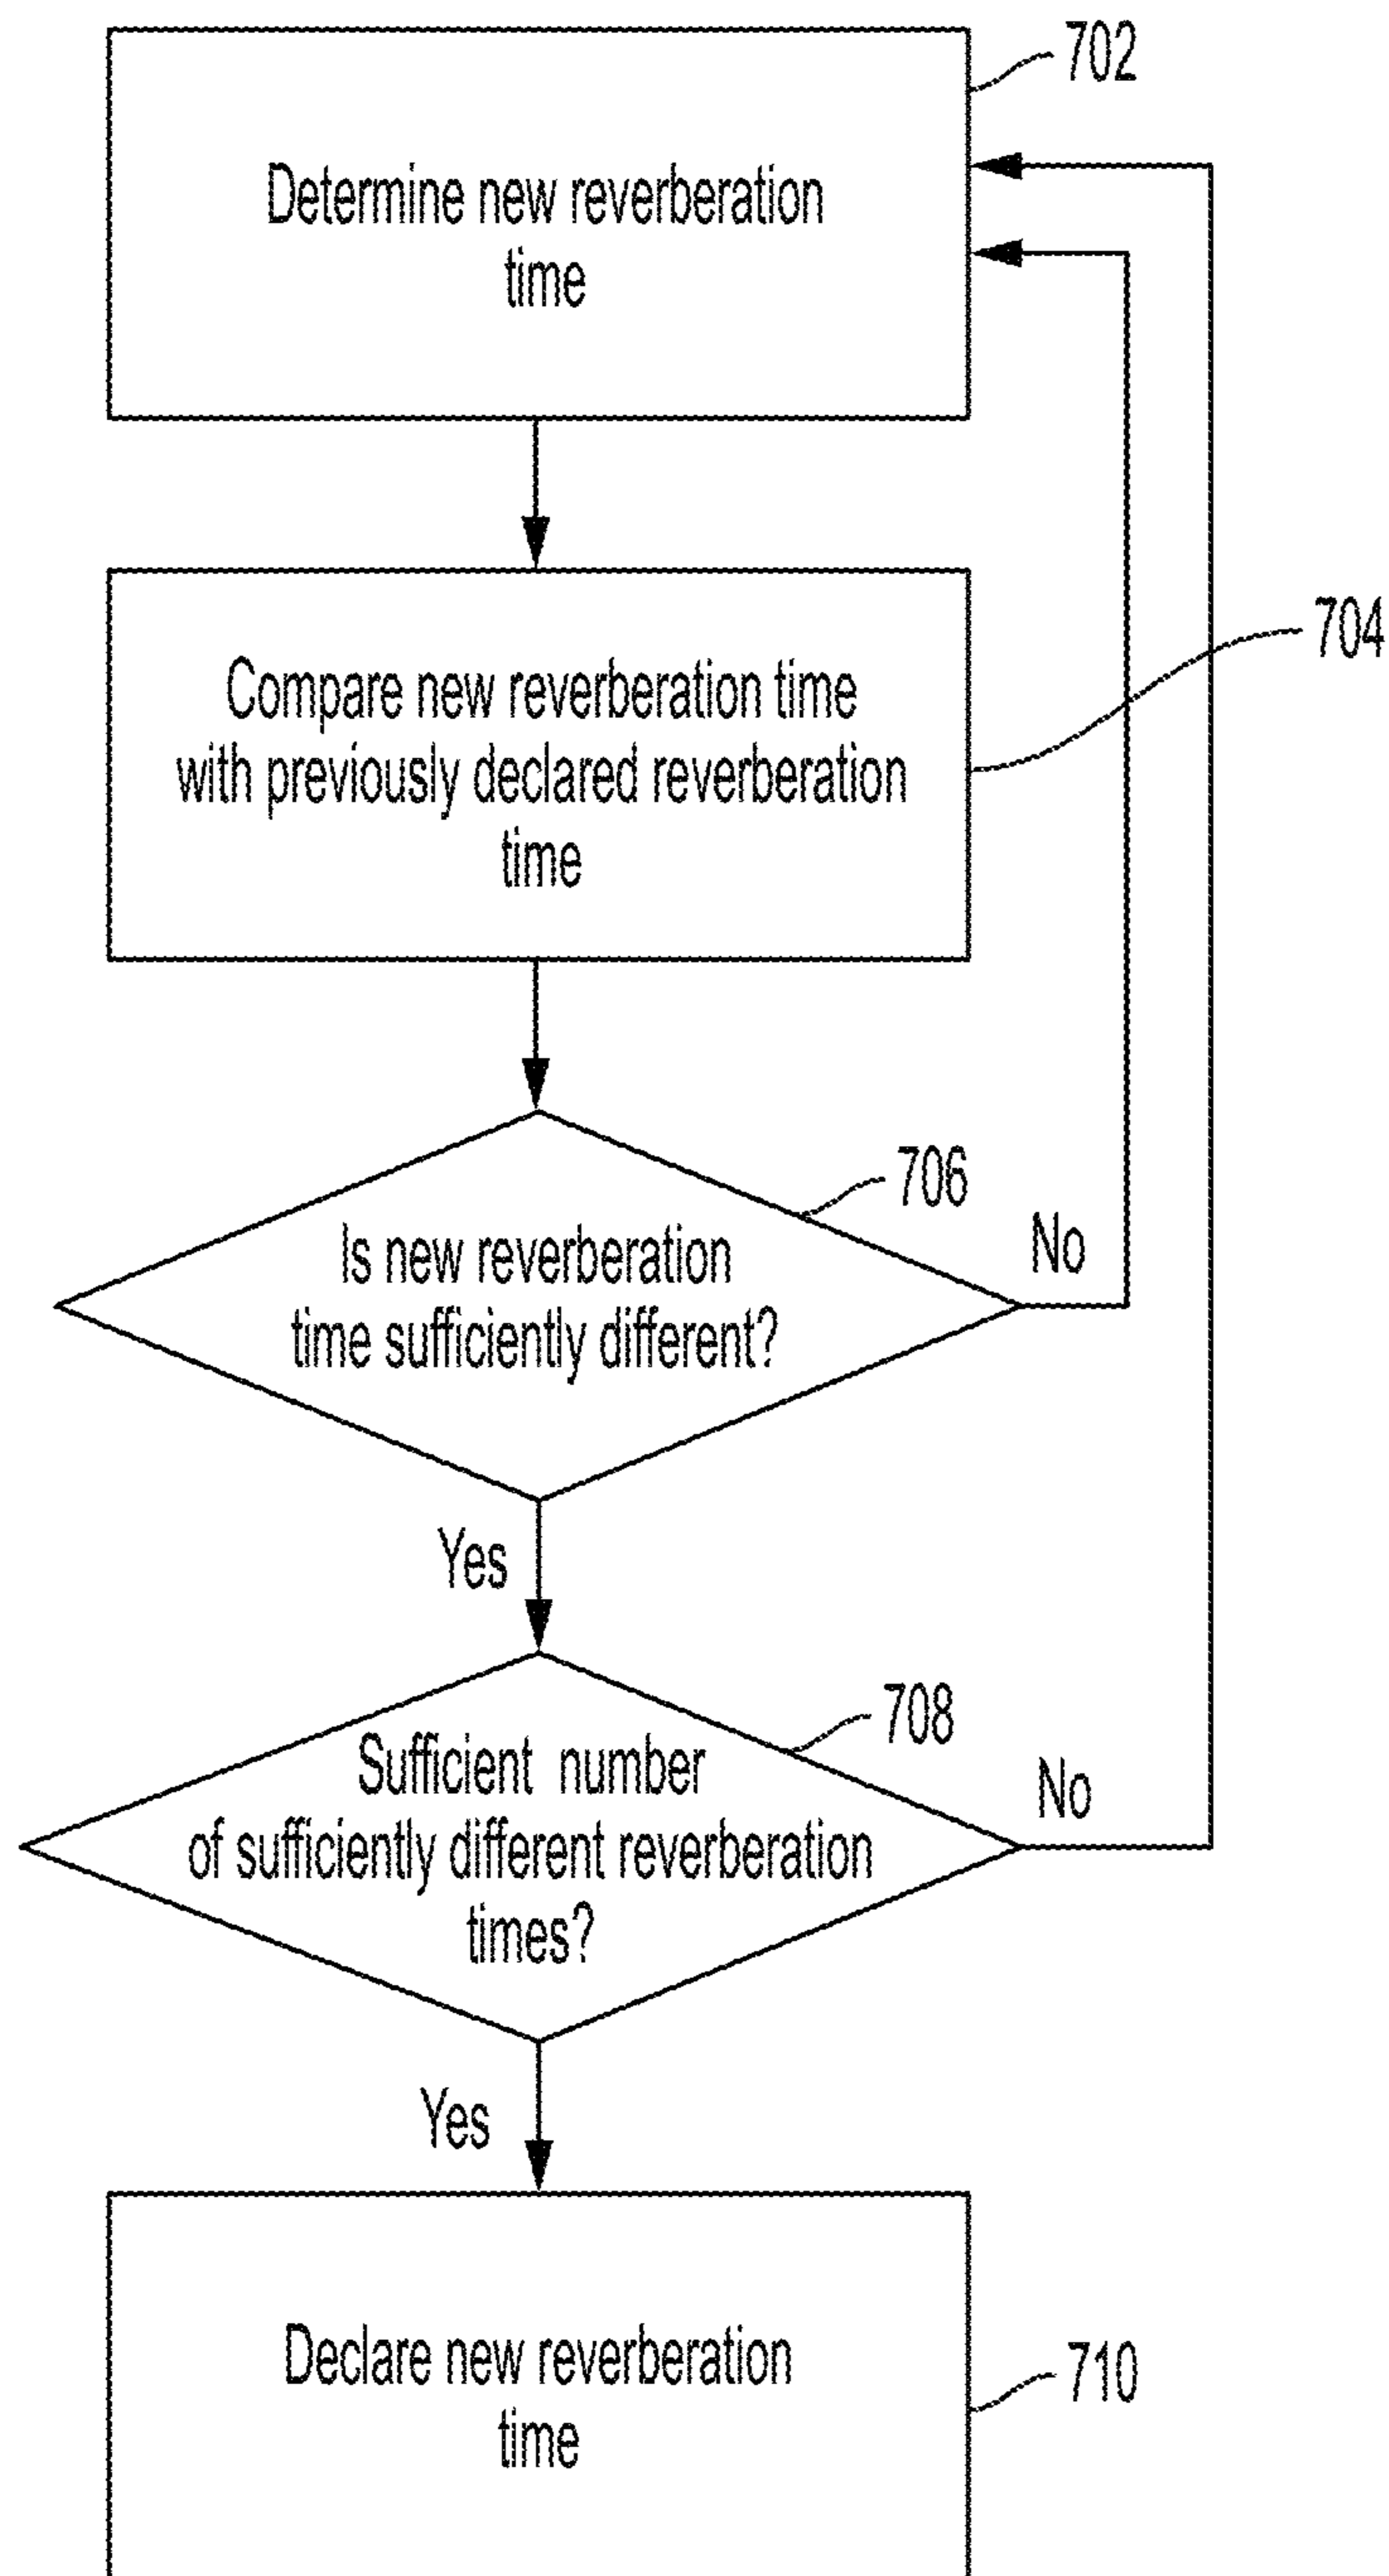 702
Determine new reverberation
time
704
Compare new reverberation time
with previously declared reverberation
time
706
Is new reverberation
time sufficiently different?
No
Yes
708
Sufficient number
of sufficiently different reverberation
times?
No
Yes
Declare new reverberation
time
710